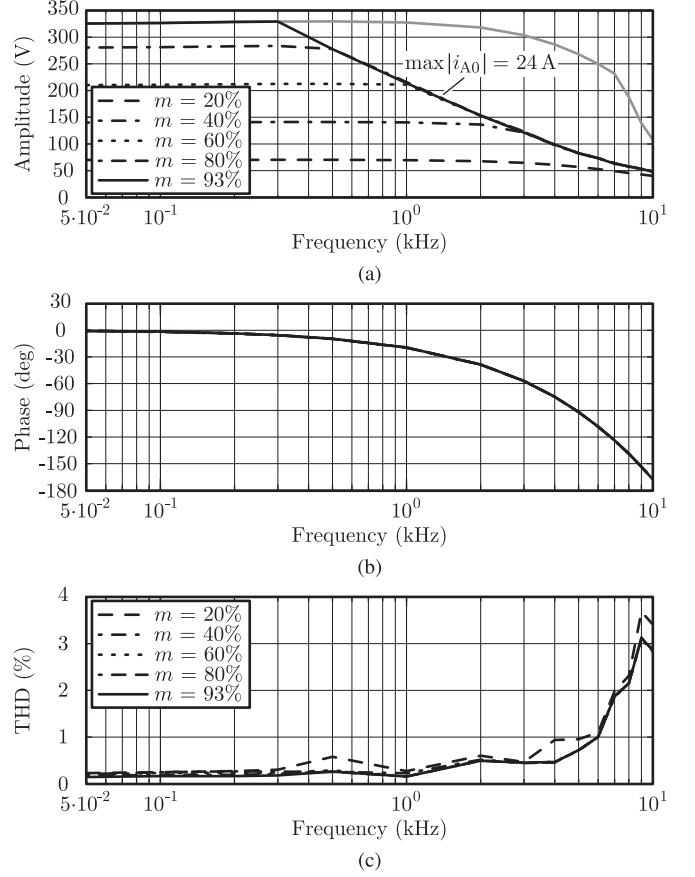 (a)
350
300
250
200
150
100
50
0
Amplitude (V)
max|i_A0| = 24 A
m = 20%
m = 40%
m = 60%
m = 80%
m = 93%
5·10⁻²
10⁻¹
10⁰
10¹
Frequency (kHz)
(a)
30
0
-30
-60
-90
-120
-150
-180
Phase (deg)
5·10⁻²
10⁻¹
10⁰
10¹
Frequency (kHz)
(b)
4
3
2
1
0
THD (%)
m = 20%
m = 40%
m = 60%
m = 80%
m = 93%
5·10⁻²
10⁻¹
10⁰
10¹
Frequency (kHz)
(c)